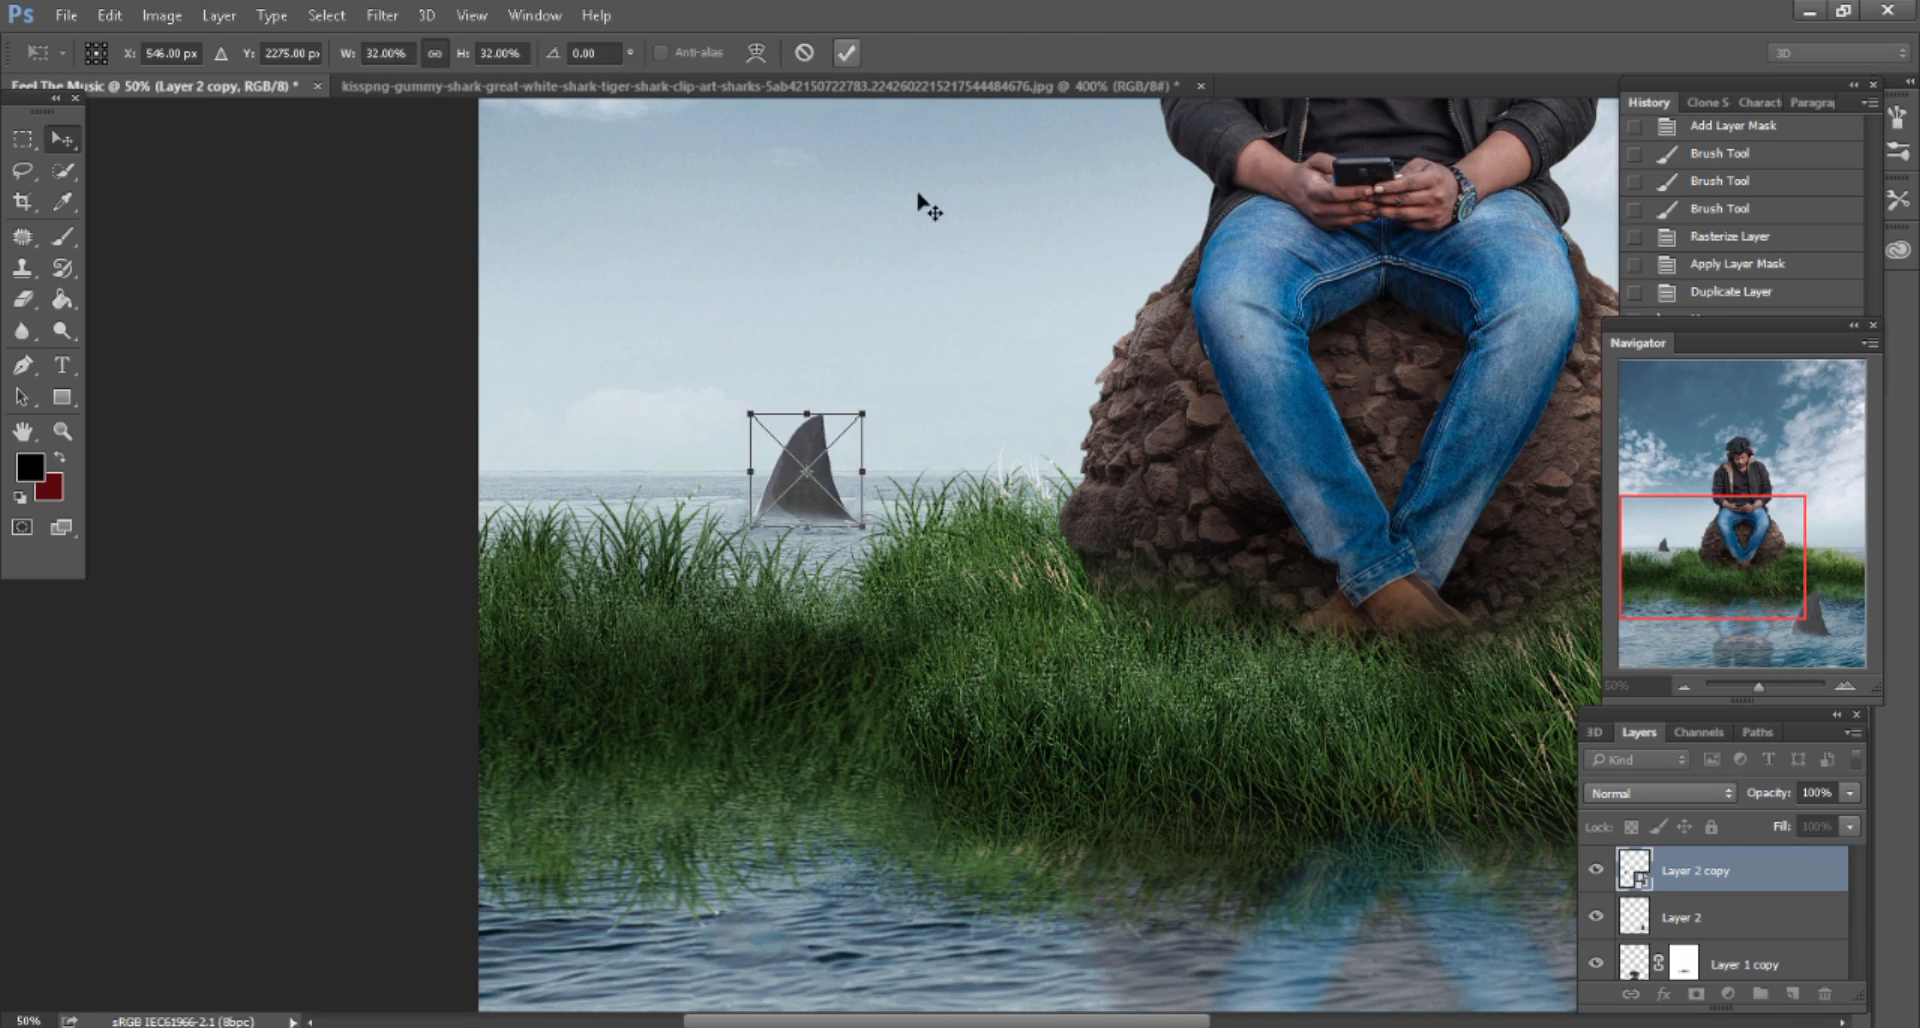 Ps File Edit Image Layer Type Select Filter 3D View Window Help
X: 546.00 px Y: 2275.00 px W: 32.00% H: 32.00% 0.00 ° Anti-alias 3D
Feel The Music @ 50% (Layer 2 copy, RGB/8) * × kisspng-gummy-shark-great-white-shark-tiger-shark-clip-art-sharks-5ab42150722783.2242602215217544484676.jpg @ 400% (RGB/8#) * ×
History Clone S Charact Paragra
Add Layer Mask
Brush Tool
Brush Tool
Brush Tool
Rasterize Layer
Apply Layer Mask
Duplicate Layer
Navigator
50%
3D Layers Channels Paths
Kind
Normal Opacity: 100%
Lock: Fill: 100%
Layer 2 copy
Layer 2
Layer 1 copy
50% sRGB IEC61966-2.1 (8bpc)